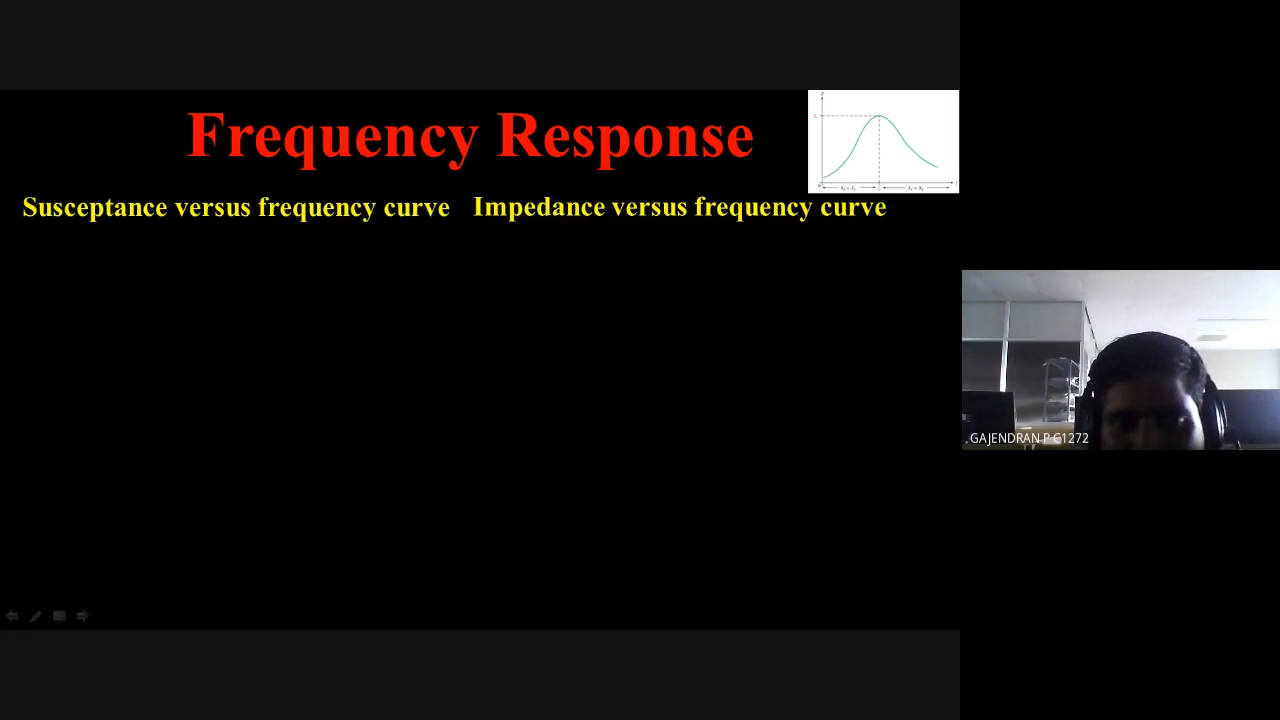 Frequency Response
Susceptance versus frequency curve
Impedance versus frequency curve
GAJENDRAN P C1272